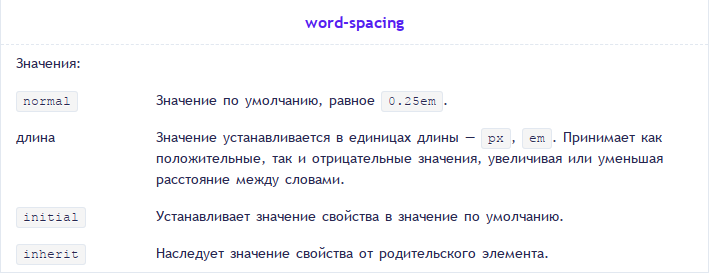 word-spacing
Значения:
normal Значение по умолчанию, равное 0.25em.
длина Значение устанавливается в единицах длины — px, em. Принимает как
положительные, так и отрицательные значения, увеличивая или уменьшая
расстояние между словами.
initial Устанавливает значение свойства в значение по умолчанию.
inherit Наследует значение свойства от родительского элемента.